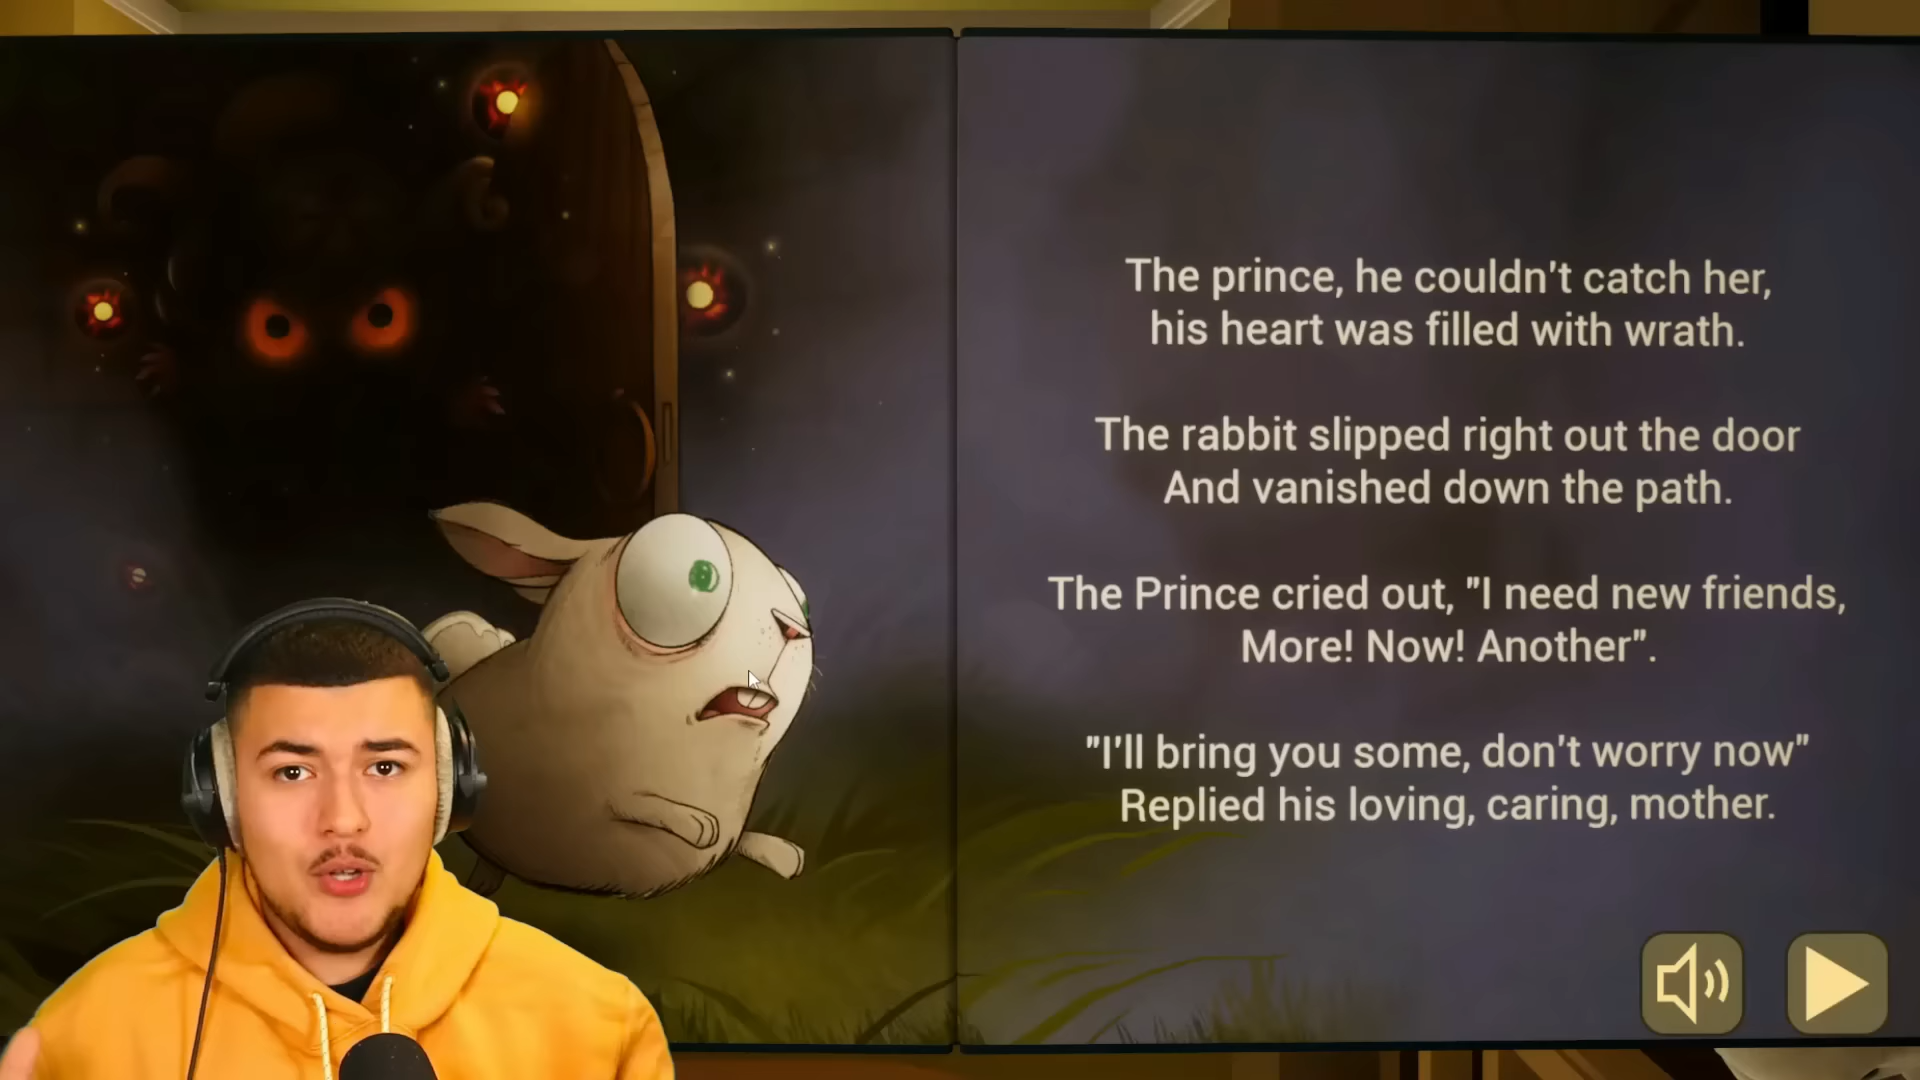 The prince, he couldn't catch her,
his heart was filled with wrath.
The rabbit slipped right out the door
And vanished down the path.
The Prince cried out, "I need new friends,
More! Now! Another".
"I'll bring you some, don't worry now"
Replied his loving, caring, mother.